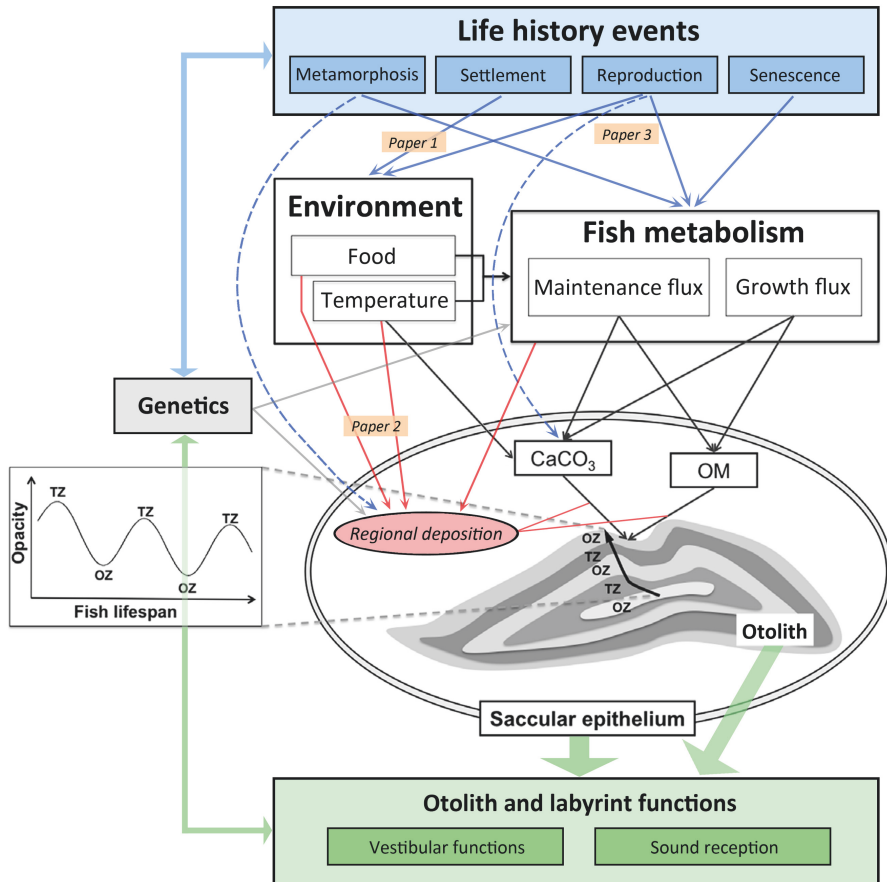 Life history events
Metamorphosis
Settlement
Reproduction
Senescence
Paper 1
Paper 3
Environment
Food
Temperature
Fish metabolism
Maintenance flux
Growth flux
Genetics
Paper 2
CaCO3
OM
Regional deposition
Opacity
TZ
TZ
TZ
OZ
OZ
Fish lifespan
OZ
TZ
OZ
TZ
OZ
Otolith
Saccular epithelium
Otolith and labyrint functions
Vestibular functions
Sound reception